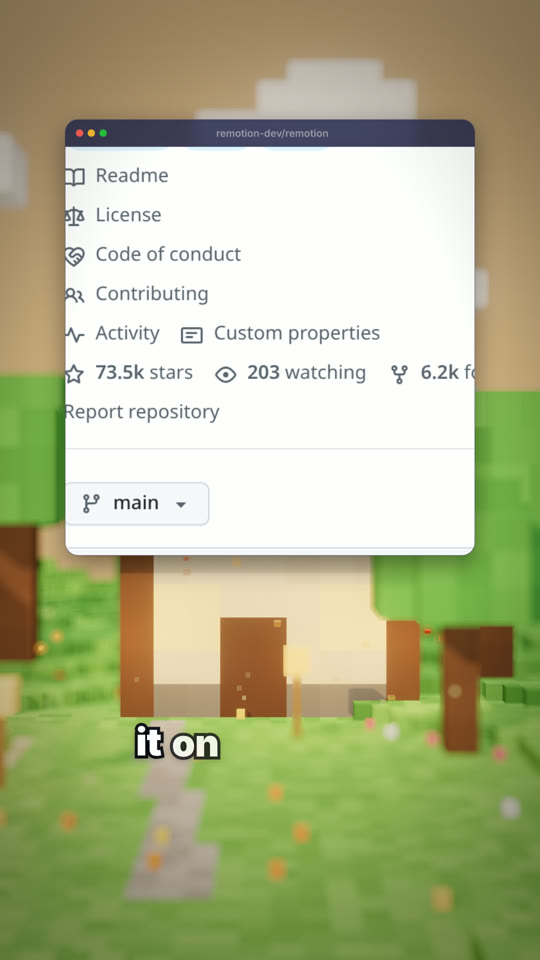 remotion-dev/remotion
Readme
License
Code of conduct
Contributing
Activity Custom properties
73.5k stars 203 watching 6.2k
Report repository
main
it on